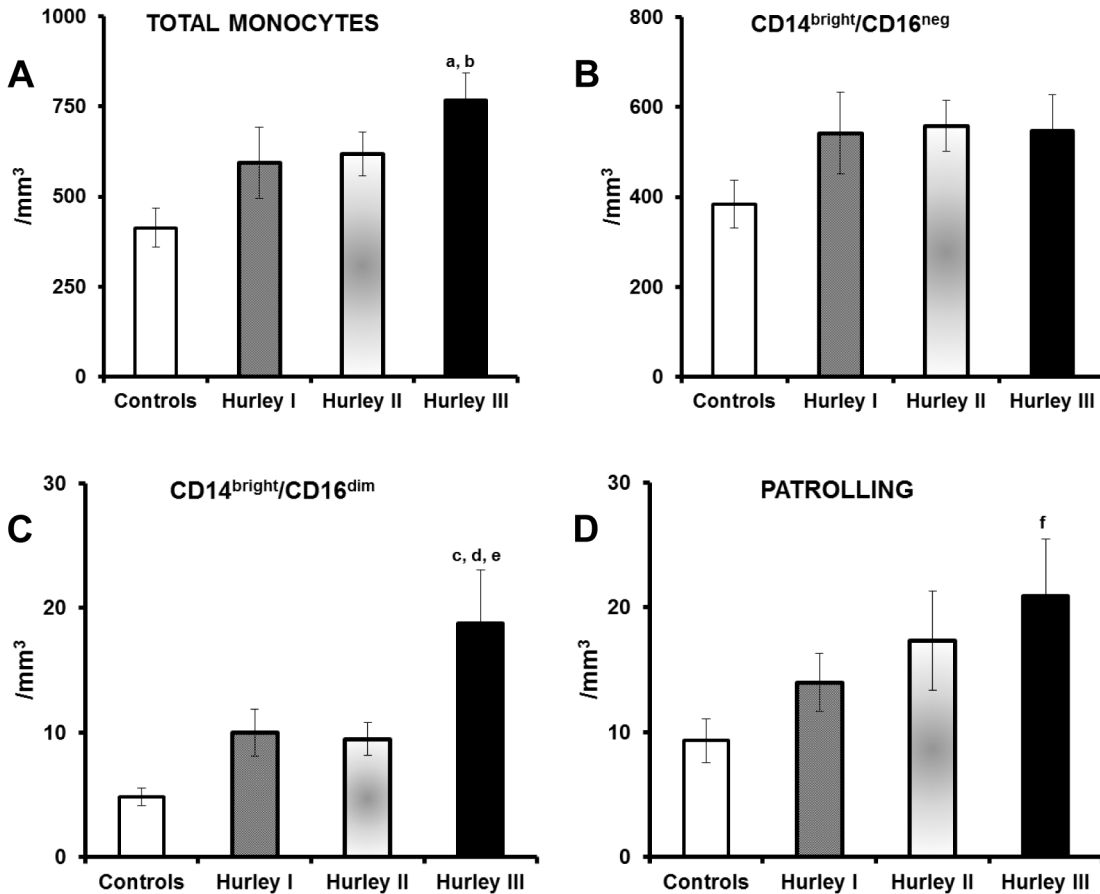 A
TOTAL MONOCYTES
1000
750
500
250
0
/mm³
a, b
Controls Hurley I Hurley II Hurley III
B
CD14ᵇʳⁱᵍʰᵗ/CD16ⁿᵉᵍ
800
600
400
200
0
/mm³
Controls Hurley I Hurley II Hurley III
C
CD14ᵇʳⁱᵍʰᵗ/CD16ᵈⁱᵐ
30
20
10
0
/mm³
c, d, e
Controls Hurley I Hurley II Hurley III
D
PATROLLING
30
20
10
0
/mm³
f
Controls Hurley I Hurley II Hurley III